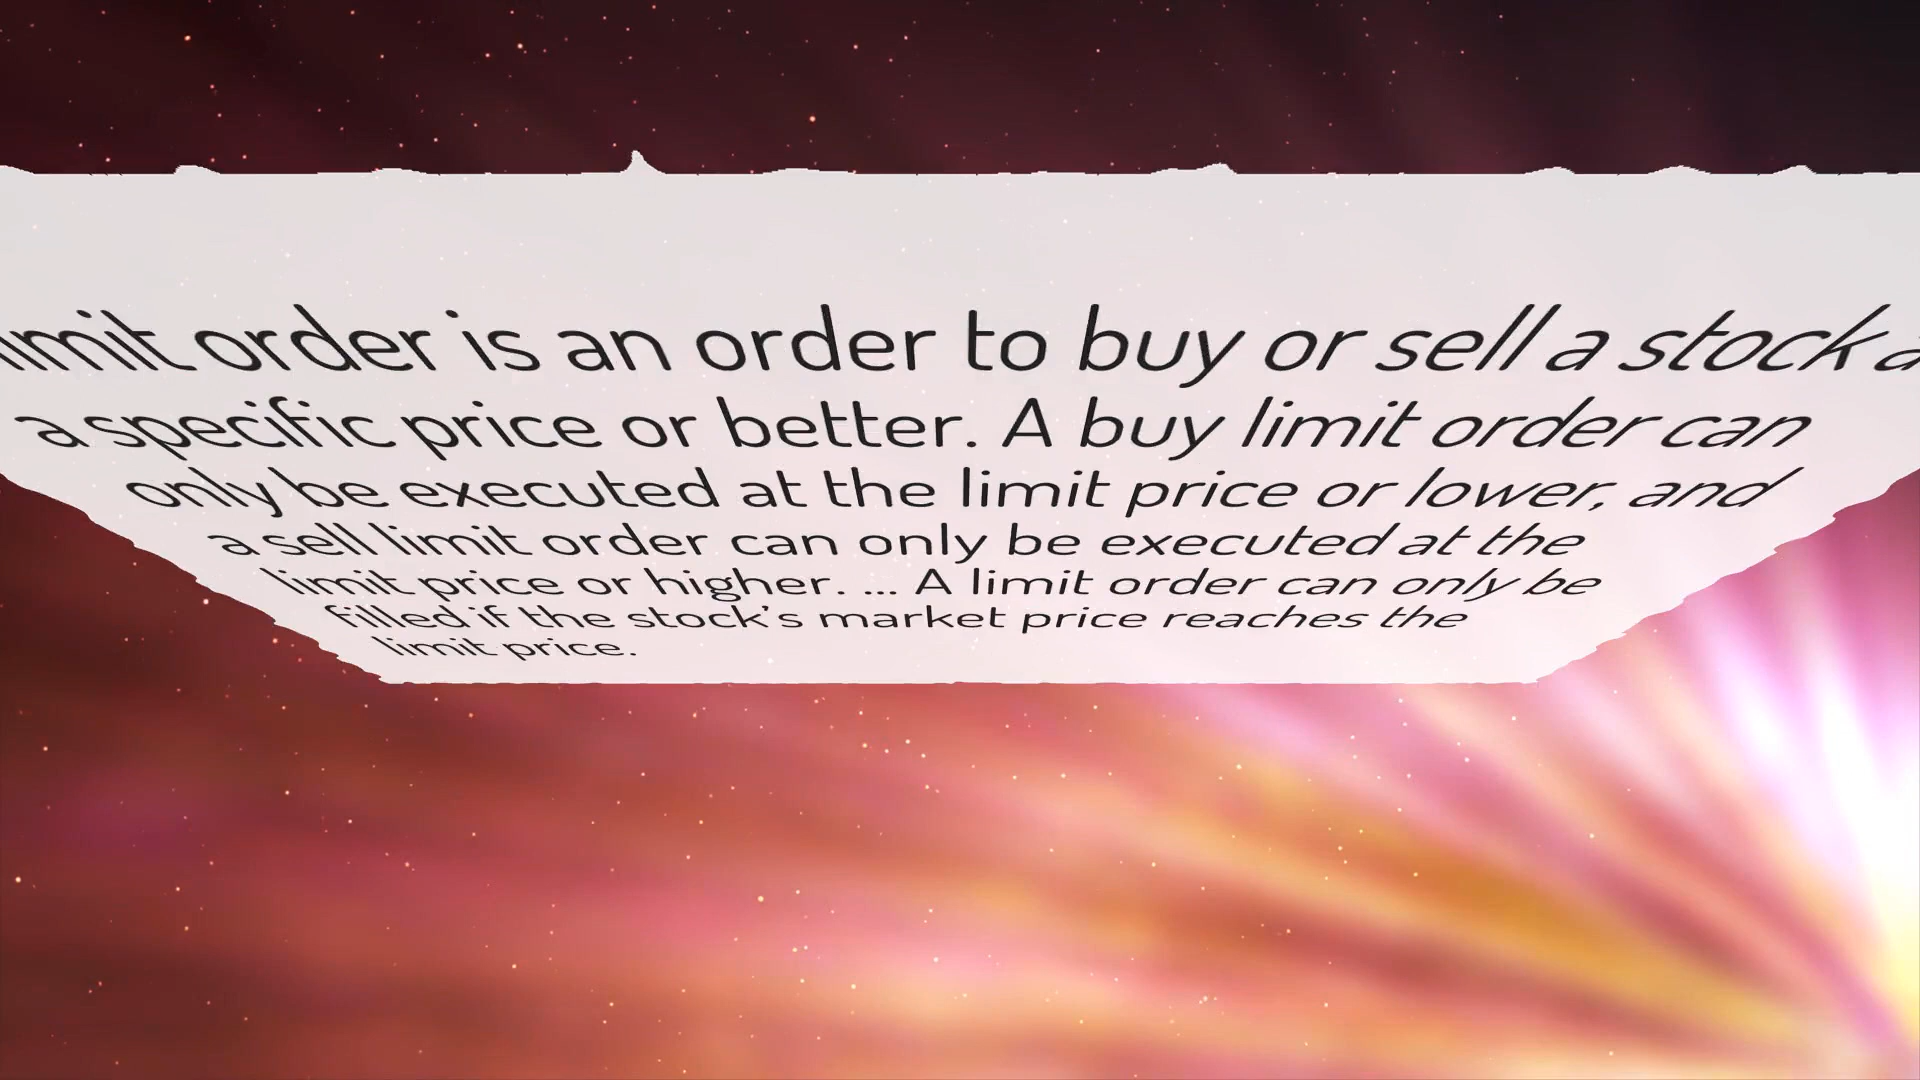 limit order is an order to buy or sell a stock
a specific price or better. A buy limit order can
only be executed at the limit price or lower, and
a sell limit order can only be executed at the
limit price or higher. ... A limit order can only be
filled if the stock’s market price reaches the
limit price.